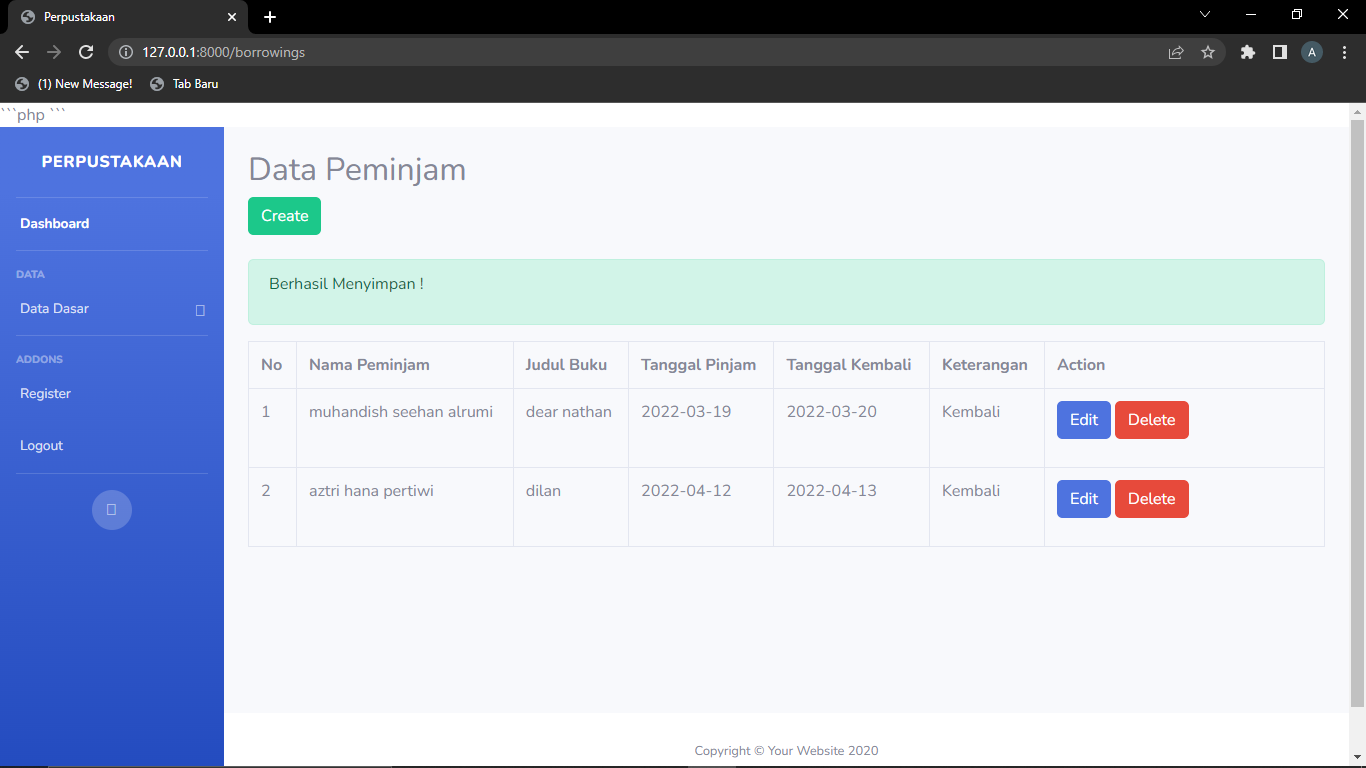 Perpustakaan
127.0.0.1:8000/borrowings
A
(1) New Message!
Tab Baru
```php ```
PERPUSTAKAAN
Dashboard
DATA
Data Dasar
ADDONS
Register
Logout
Data Peminjam
Create
Berhasil Menyimpan !
No Nama Peminjam Judul Buku Tanggal Pinjam Tanggal Kembali Keterangan Action
1 muhandish seehan alrumi dear nathan 2022-03-19 2022-03-20 Kembali Edit Delete
2 aztri hana pertiwi dilan 2022-04-12 2022-04-13 Kembali Edit Delete
Copyright © Your Website 2020